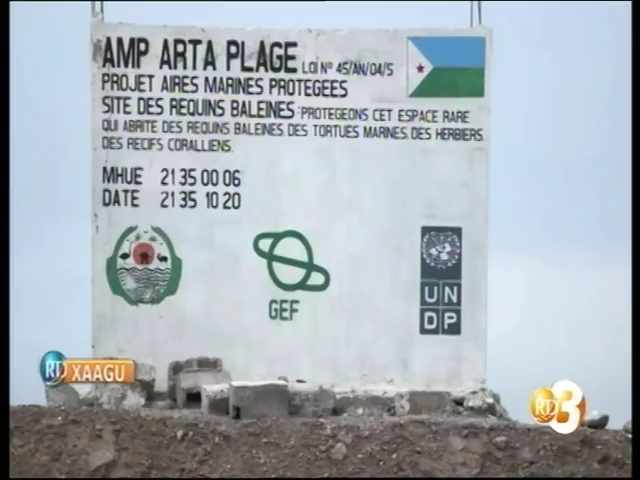 AMP ARTA PLAGE LOI N° 45/AN/04/5
PROJET AIRES MARINES PROTEGEES
SITE DES REQUINS BALEINES : PROTEGEONS CET ESPACE RARE
QUI ABRITE DES REQUINS BALEINES DES TORTUES MARINES, DES HERBIERS
DES RECIFS CORALLIENS.
MHUE 21 35 00 06
DATE 21 35 10 20
GEF
UN
DP
RTD XAAGU
RTD 3